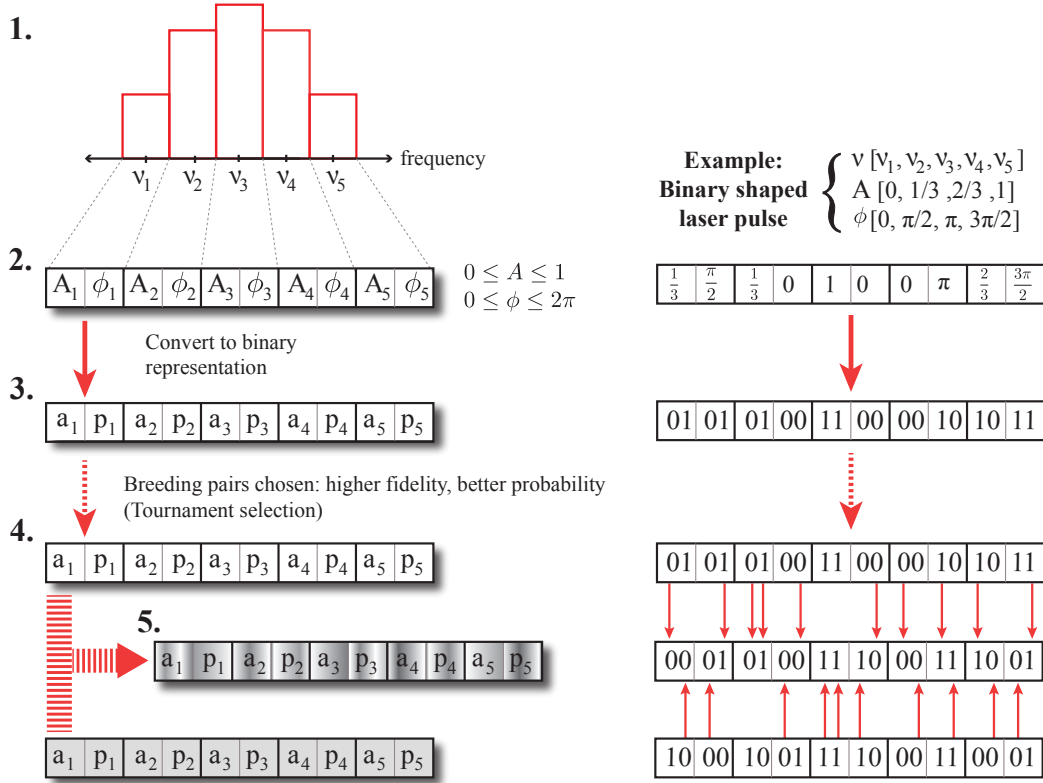 1.
frequency
ν1 ν2 ν3 ν4 ν5
Example:
Binary shaped
laser pulse
{
ν [ν1, ν2, ν3, ν4, ν5]
A [0, 1/3 ,2/3 ,1]
ϕ[0, π/2, π, 3π/2]
2.
A1 ϕ1 A2 ϕ2 A3 ϕ3 A4 ϕ4 A5 ϕ5
0 ≤ A ≤ 1
0 ≤ ϕ ≤ 2π
1/3 π/2 1/3 0 1 0 0 π 2/3 3π/2
Convert to binary
representation
3.
a1 p1 a2 p2 a3 p3 a4 p4 a5 p5
01 01 01 00 11 00 00 10 10 11
Breeding pairs chosen: higher fidelity, better probability
(Tournament selection)
4.
a1 p1 a2 p2 a3 p3 a4 p4 a5 p5
01 01 01 00 11 00 00 10 10 11
5.
a1 p1 a2 p2 a3 p3 a4 p4 a5 p5
00 01 01 00 11 10 00 11 10 01
a1 p1 a2 p2 a3 p3 a4 p4 a5 p5
10 00 10 01 11 10 00 11 00 01